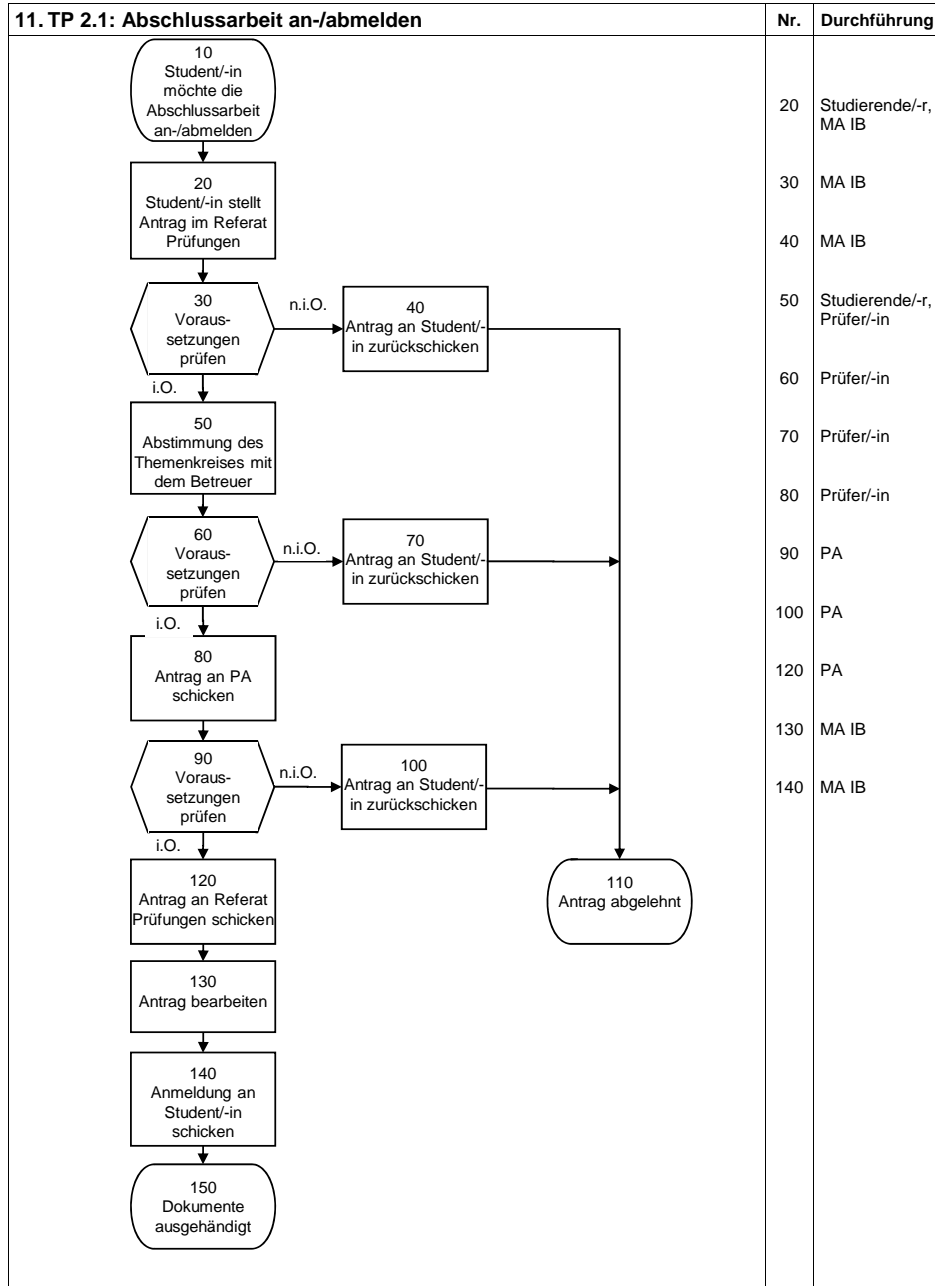 11. TP 2.1: Abschlussarbeit an-/abmelden
Nr.
Durchführung
10
Student/-in
möchte die
Abschlussarbeit
an-/abmelden
20
Student/-in stellt
Antrag im Referat
Prüfungen
30
Voraus-
setzungen
prüfen
n.i.O.
40
Antrag an Student/-
in zurückschicken
i.O.
50
Abstimmung des
Themenkreises mit
dem Betreuer
60
Voraus-
setzungen
prüfen
n.i.O.
70
Antrag an Student/-
in zurückschicken
i.O.
80
Antrag an PA
schicken
90
Voraus-
setzungen
prüfen
n.i.O.
100
Antrag an Student/-
in zurückschicken
i.O.
120
Antrag an Referat
Prüfungen schicken
110
Antrag abgelehnt
130
Antrag bearbeiten
140
Anmeldung an
Student/-in
schicken
150
Dokumente
ausgehändigt
20 Studierende/-r,
MA IB
30 MA IB
40 MA IB
50 Studierende/-r,
Prüfer/-in
60 Prüfer/-in
70 Prüfer/-in
80 Prüfer/-in
90 PA
100 PA
120 PA
130 MA IB
140 MA IB